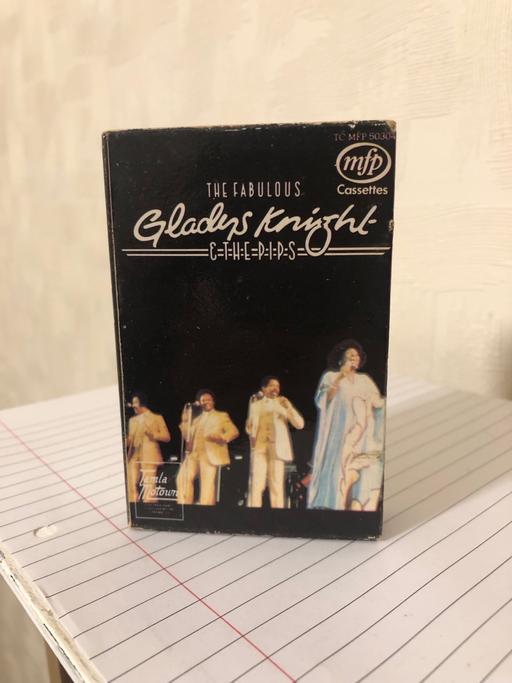 TC MFP 5030
mfp
Cassettes
THE FABULOUS
Gladys Knight
& THE PIPS
Tamla
Motown